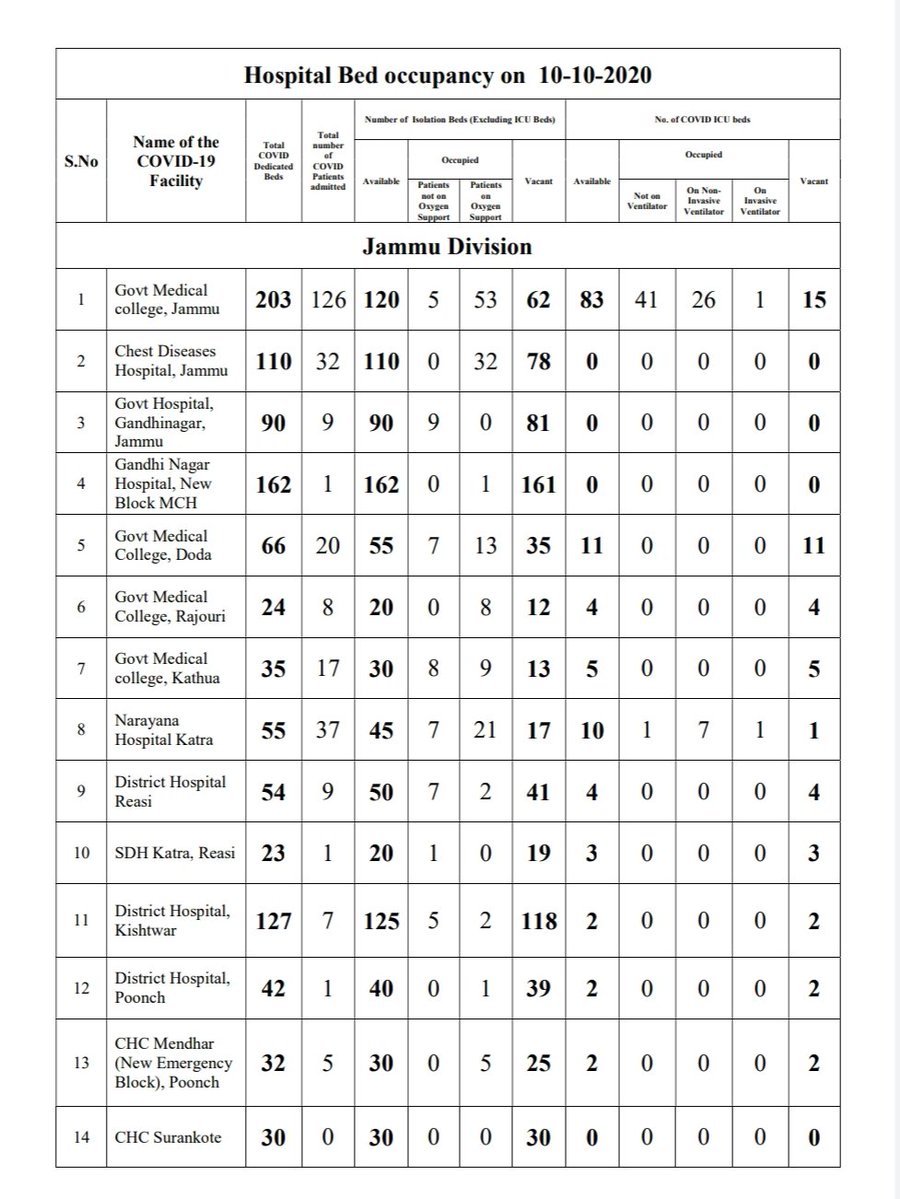 Hospital Bed occupancy on 10-10-2020
S.No
Name of the
COVID-19
Facility
Total
COVID
Dedicated
Beds
Total
number
of
COVID
Patients
admitted
Number of Isolation Beds (Excluding ICU Beds)
No. of COVID ICU beds
Available
Occupied
Vacant
Available
Occupied
Vacant
Patients
not on
Oxygen
Support
Patients
on
Oxygen
Support
Not on
Ventilator
On Non-
Invasive
Ventilator
On
Invasive
Ventilator
Jammu Division
1 Govt Medical
college, Jammu 203 126 120 5 53 62 83 41 26 1 15
2 Chest Diseases
Hospital, Jammu 110 32 110 0 32 78 0 0 0 0 0
3 Govt Hospital,
Gandhinagar,
Jammu 90 9 90 9 0 81 0 0 0 0 0
4 Gandhi Nagar
Hospital, New
Block MCH 162 1 162 0 1 161 0 0 0 0 0
5 Govt Medical
College, Doda 66 20 55 7 13 35 11 0 0 0 11
6 Govt Medical
College, Rajouri 24 8 20 0 8 12 4 0 0 0 4
7 Govt Medical
college, Kathua 35 17 30 8 9 13 5 0 0 0 5
8 Narayana
Hospital Katra 55 37 45 7 21 17 10 1 7 1 1
9 District Hospital
Reasi 54 9 50 7 2 41 4 0 0 0 4
10 SDH Katra, Reasi 23 1 20 1 0 19 3 0 0 0 3
11 District Hospital,
Kishtwar 127 7 125 5 2 118 2 0 0 0 2
12 District Hospital,
Poonch 42 1 40 0 1 39 2 0 0 0 2
13 CHC Mendhar
(New Emergency
Block), Poonch 32 5 30 0 5 25 2 0 0 0 2
14 CHC Surankote 30 0 30 0 0 30 0 0 0 0 0